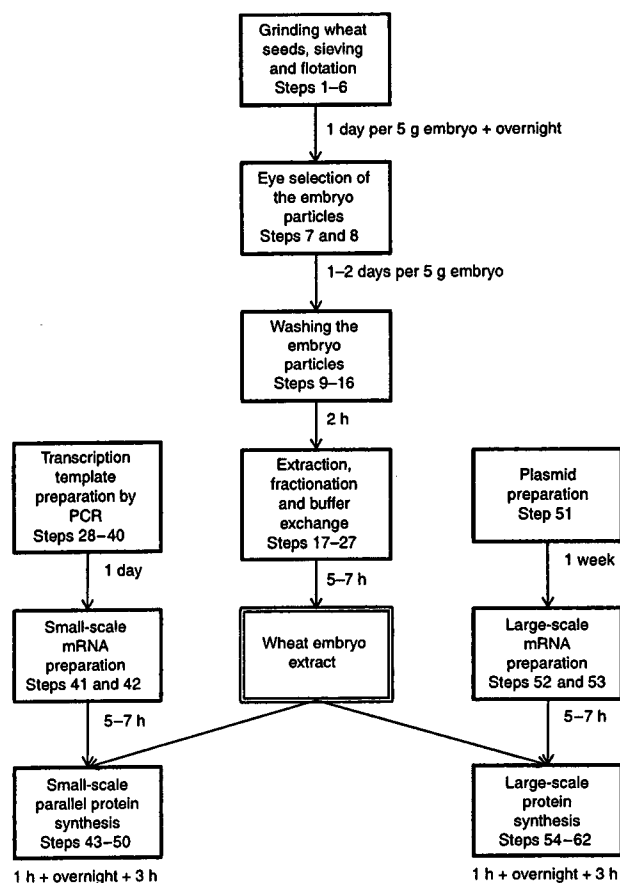 Grinding wheat
seeds, sieving
and flotation
Steps 1–6
1 day per 5 g embryo + overnight
Eye selection of
the embryo
particles
Steps 7 and 8
1–2 days per 5 g embryo
Washing the
embryo
particles
Steps 9–16
2 h
Transcription
template
preparation by
PCR
Steps 28–40
Extraction,
fractionation
and buffer
exchange
Steps 17–27
Plasmid
preparation
Step 51
1 day
5–7 h
1 week
Small-scale
mRNA
preparation
Steps 41 and 42
Wheat embryo
extract
Large-scale
mRNA
preparation
Steps 52 and 53
5–7 h
5–7 h
Small-scale
parallel protein
synthesis
Steps 43–50
Large-scale
protein
synthesis
Steps 54–62
1 h + overnight + 3 h
1 h + overnight + 3 h